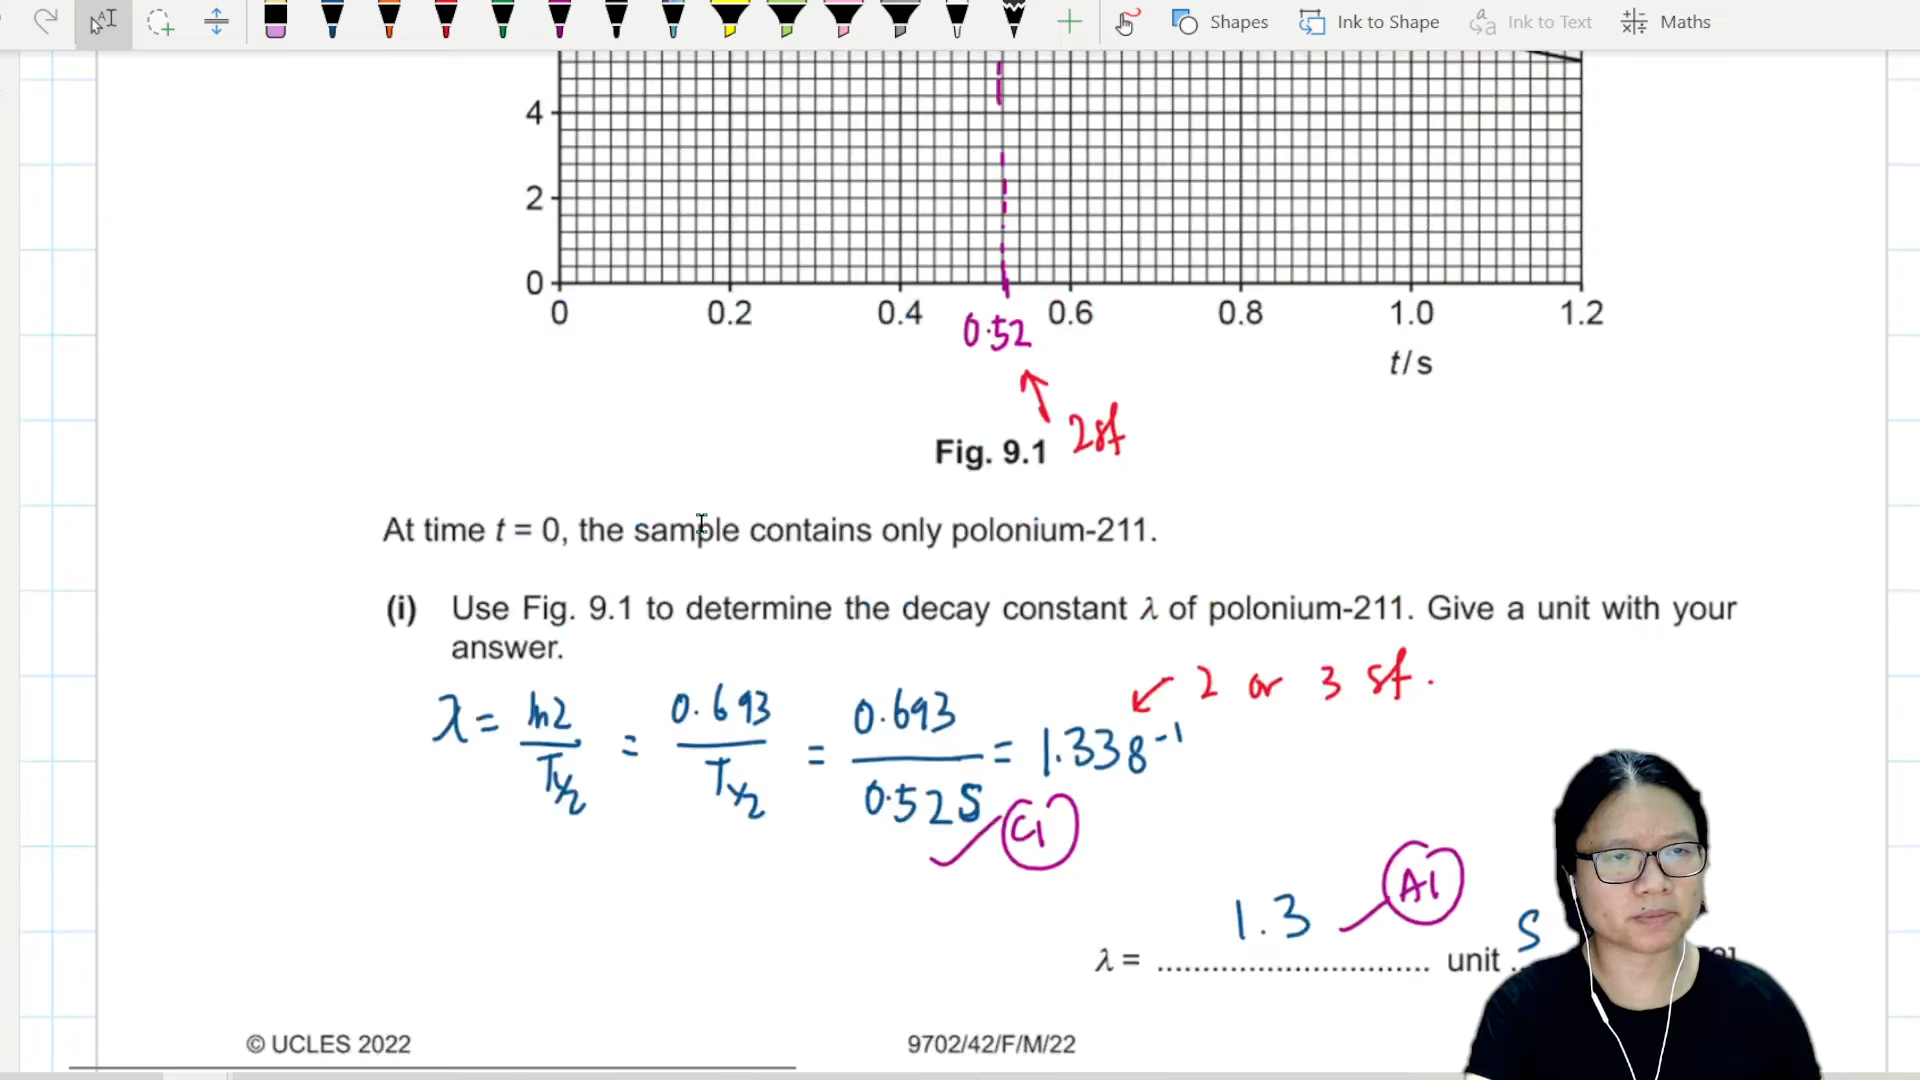 Shapes Ink to Shape Ink to Text Maths
4
2
0
0 0.2 0.4 0.52 0.6 0.8 1.0 1.2
t/s
2sf
Fig. 9.1
At time t = 0, the sample contains only polonium-211.
(i) Use Fig. 9.1 to determine the decay constant λ of polonium-211. Give a unit with your
answer.
2 or 3 sf.
λ = ln2/T½ = 0.693/T½ = 0.693/0.52s = 1.33s⁻¹
C1
1.3 A1 s
λ = .............................. unit ..
© UCLES 2022 9702/42/F/M/22